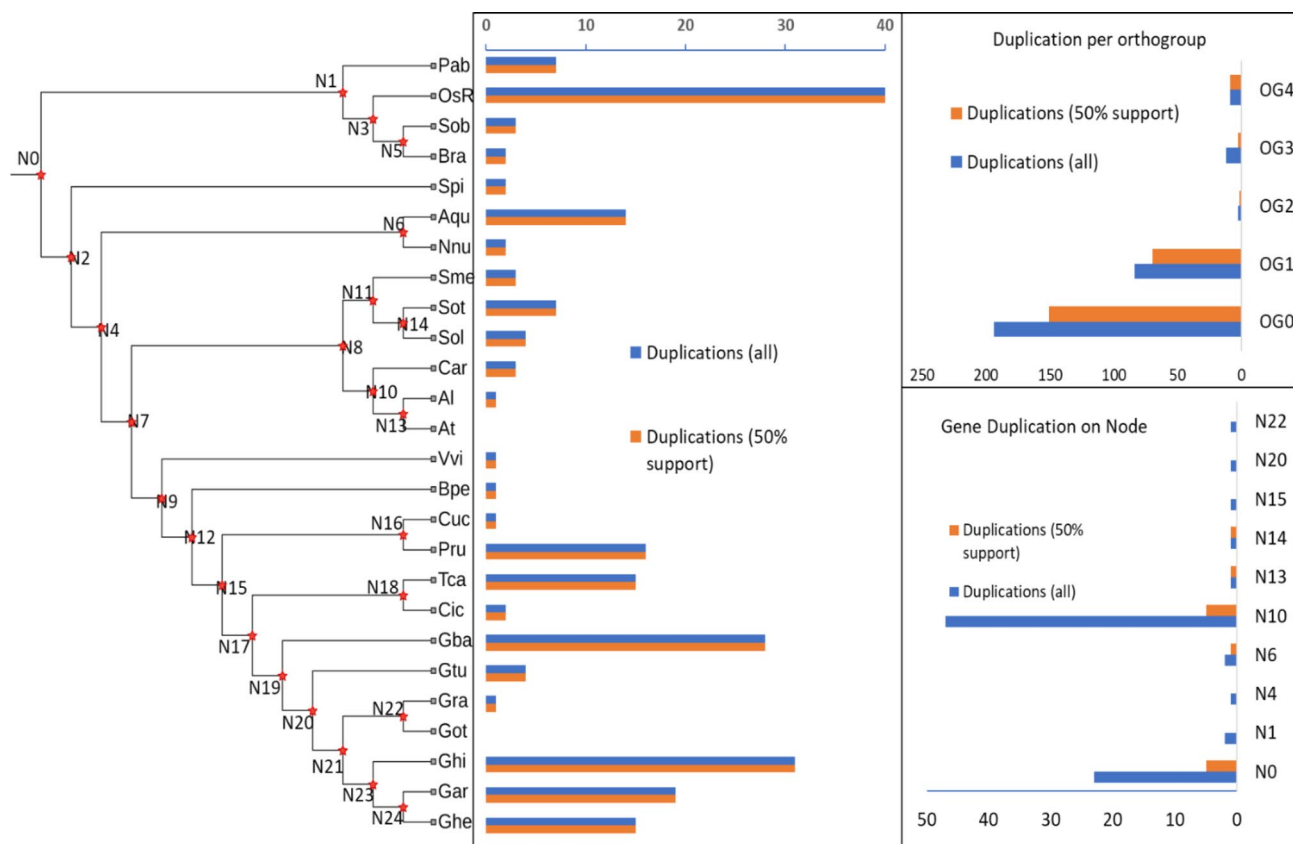 0 10 20 30 40
Pab
N1
OsR
N3
Sob
N5
Bra
N0
Spi
Aqu
N6
Nnu
N2
Sme
N11
Sot
N14
N4
Sol
N8
Car
N10
Al
N7
N13
At
Vvi
N9
Bpe
N12
Cuc
N16
Pru
N15
Tca
N18
Cic
N17
Gba
N19
Gtu
N20
Gra
N22
Got
N21
Ghi
N23
Gar
N24
Ghe
Duplications (all)
Duplications (50%
support)
Duplication per orthogroup
OG4
Duplications (50% support)
OG3
Duplications (all)
OG2
OG1
OG0
250 200 150 100 50 0
Gene Duplication on Node
N22
N20
N15
Duplications (50%
support)
N14
Duplications (all)
N13
N10
N6
N4
N1
N0
50 40 30 20 10 0